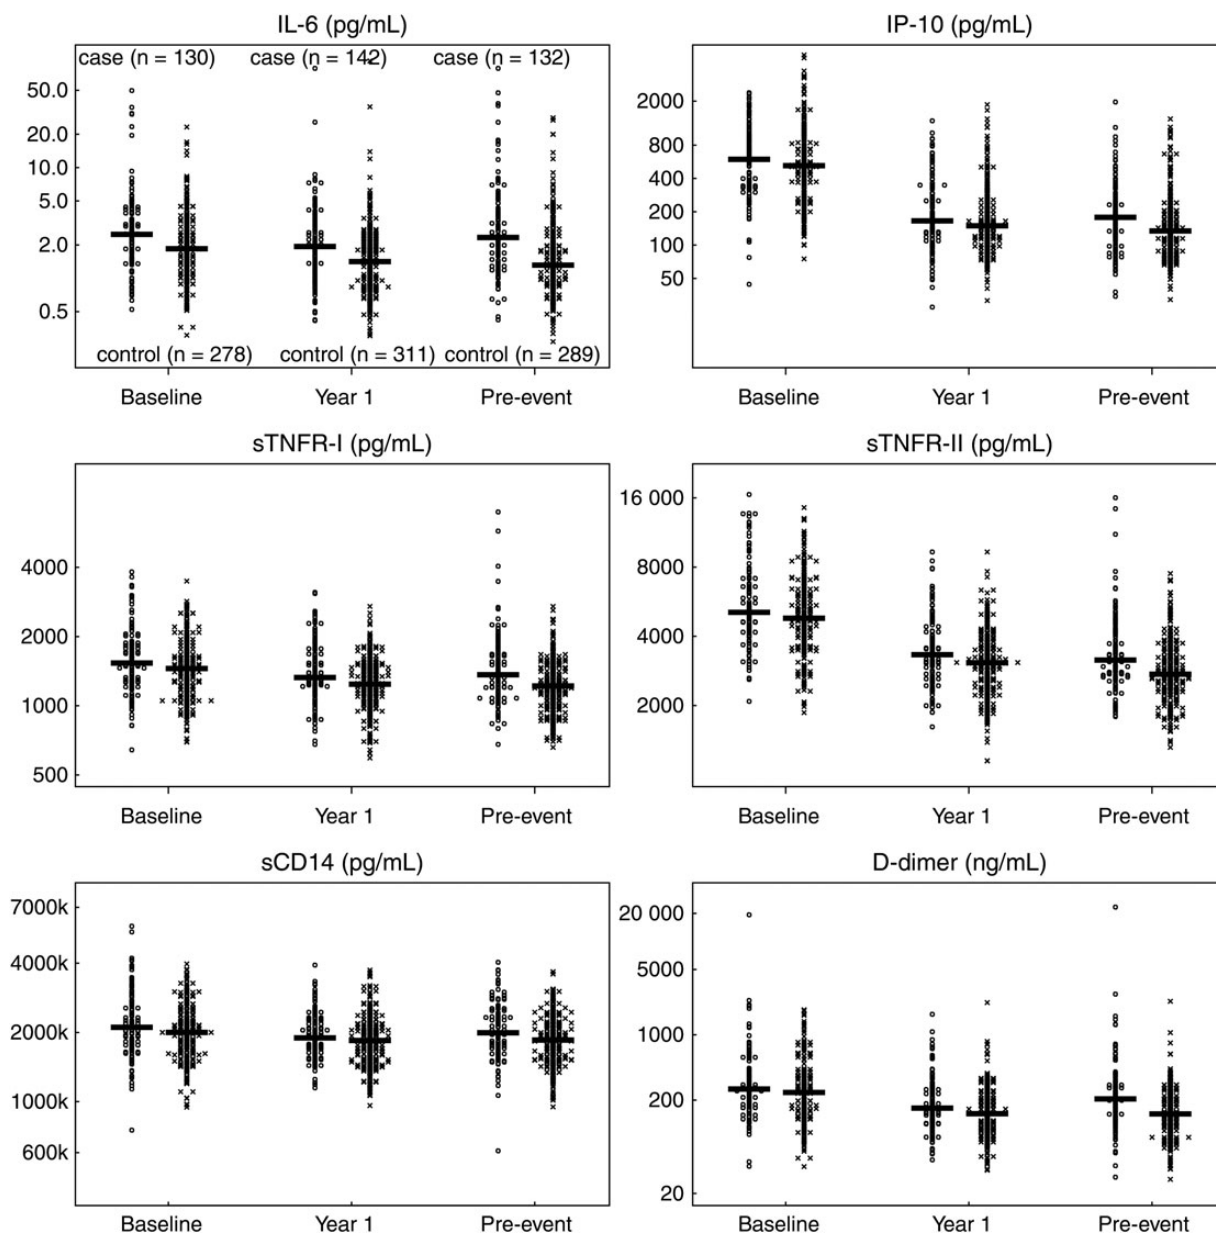 IL-6 (pg/mL)
case (n = 130) case (n = 142) case (n = 132)
50.0
20.0
10.0
5.0
2.0
0.5
control (n = 278) control (n = 311) control (n = 289)
Baseline Year 1 Pre-event
IP-10 (pg/mL)
2000
800
400
200
100
50
Baseline Year 1 Pre-event
sTNFR-I (pg/mL)
4000
2000
1000
500
Baseline Year 1 Pre-event
sTNFR-II (pg/mL)
16 000
8000
4000
2000
Baseline Year 1 Pre-event
sCD14 (pg/mL)
7000k
4000k
2000k
1000k
600k
Baseline Year 1 Pre-event
D-dimer (ng/mL)
20 000
5000
1000
200
20
Baseline Year 1 Pre-event